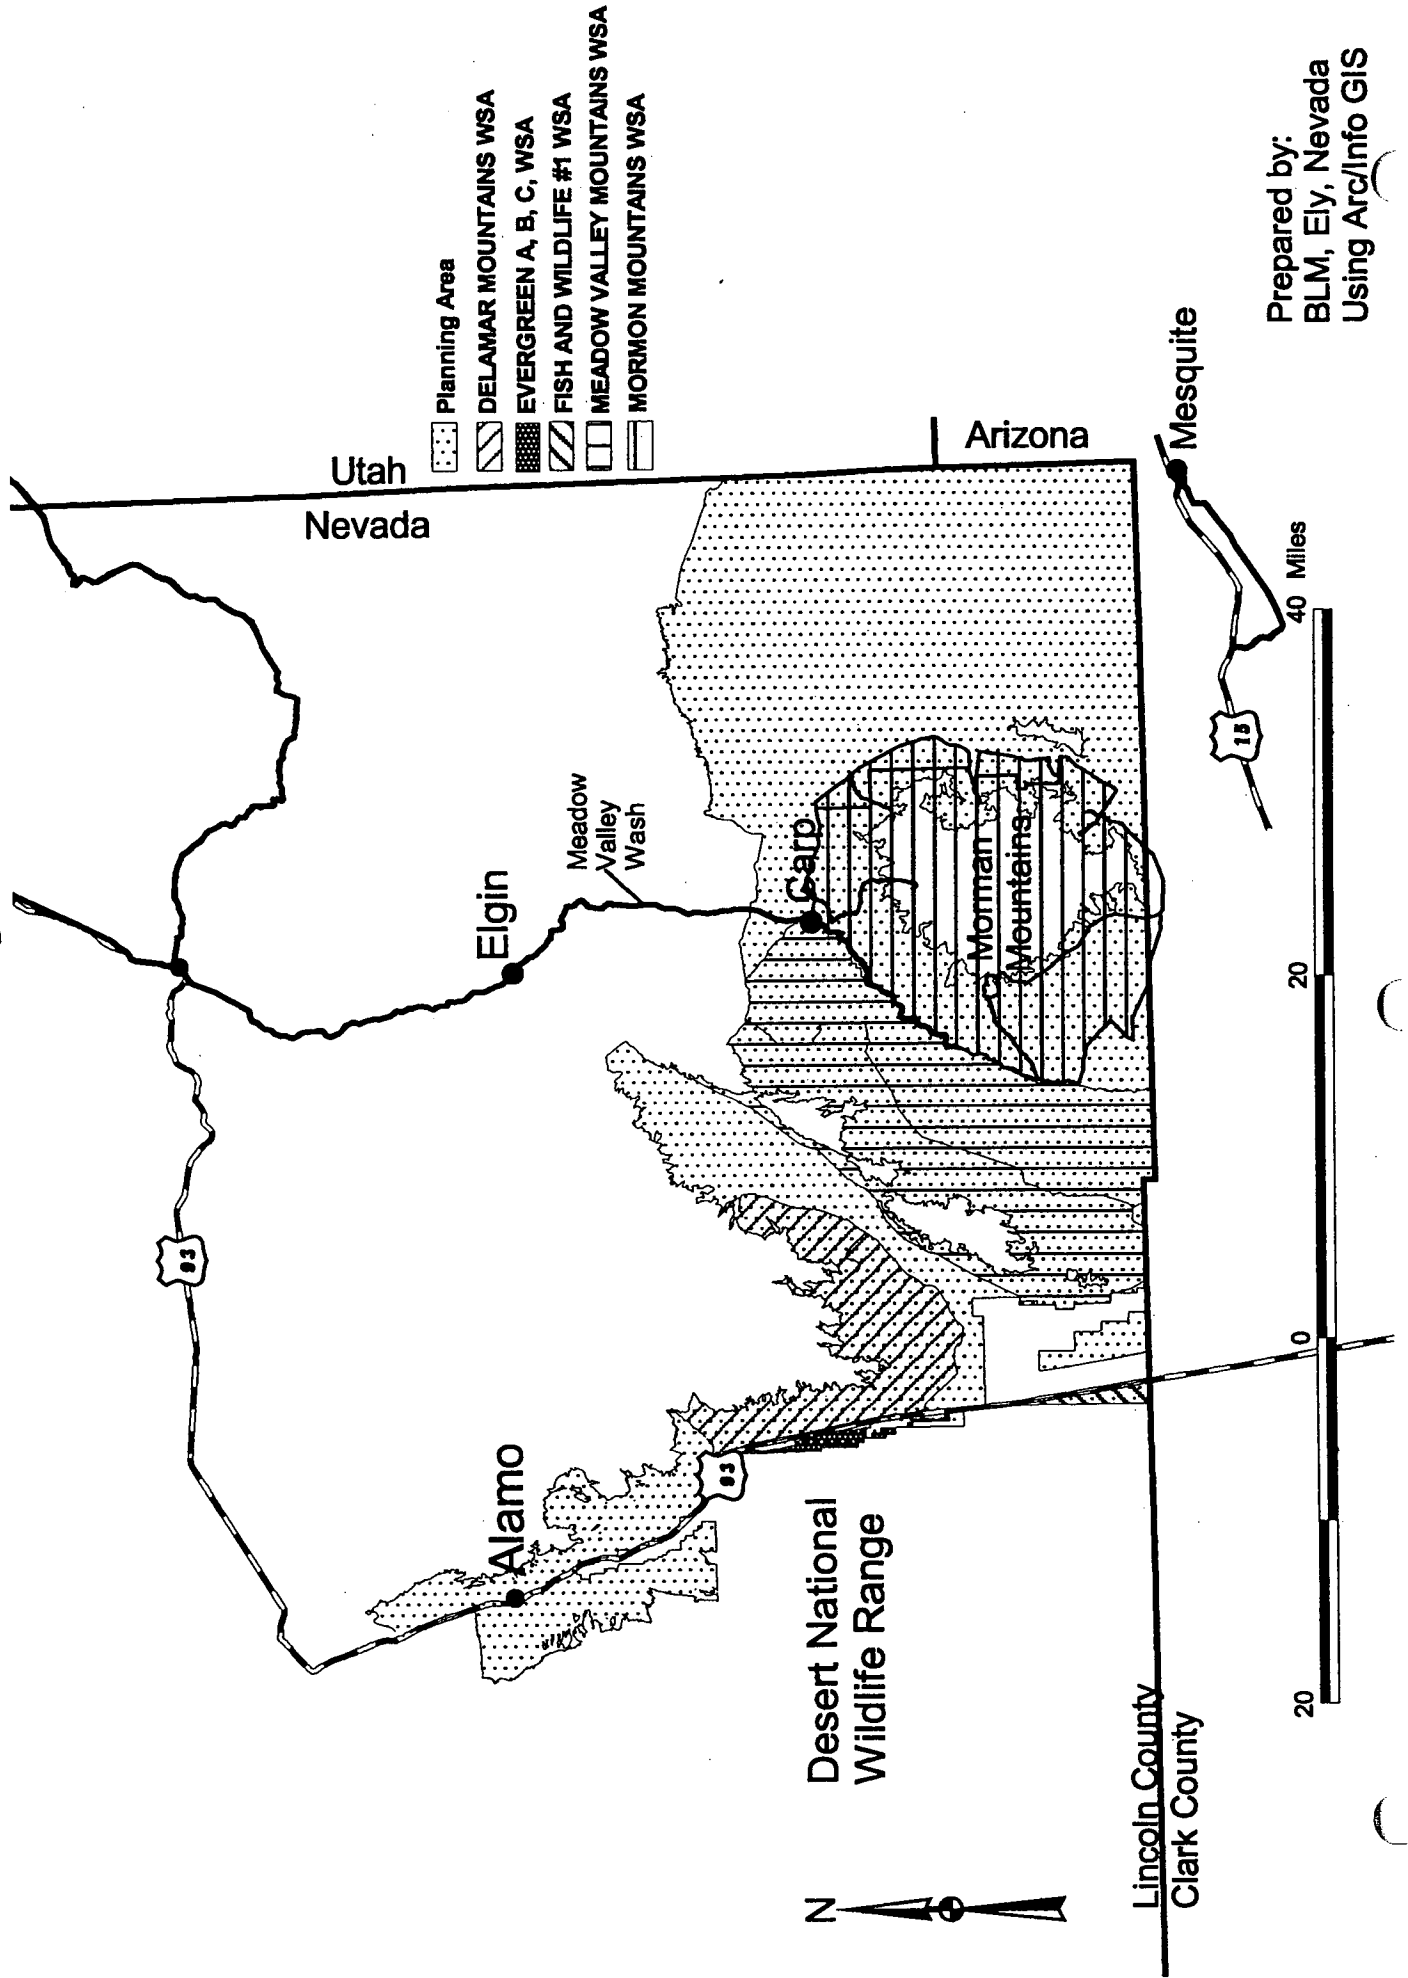 Utah
Nevada
Planning Area
DELAMAR MOUNTAINS WSA
EVERGREEN A, B, C, WSA
FISH AND WILDLIFE #1 WSA
MEADOW VALLEY MOUNTAINS WSA
MORMON MOUNTAINS WSA
93
Elgin
Meadow
Valley
Wash
Alamo
93
Carp
Morman
Mountains
Arizona
Mesquite
15
Desert National
Wildlife Range
N
Lincoln County
Clark County
20
0
20
40 Miles
Prepared by:
BLM, Ely, Nevada
Using Arc/Info GIS